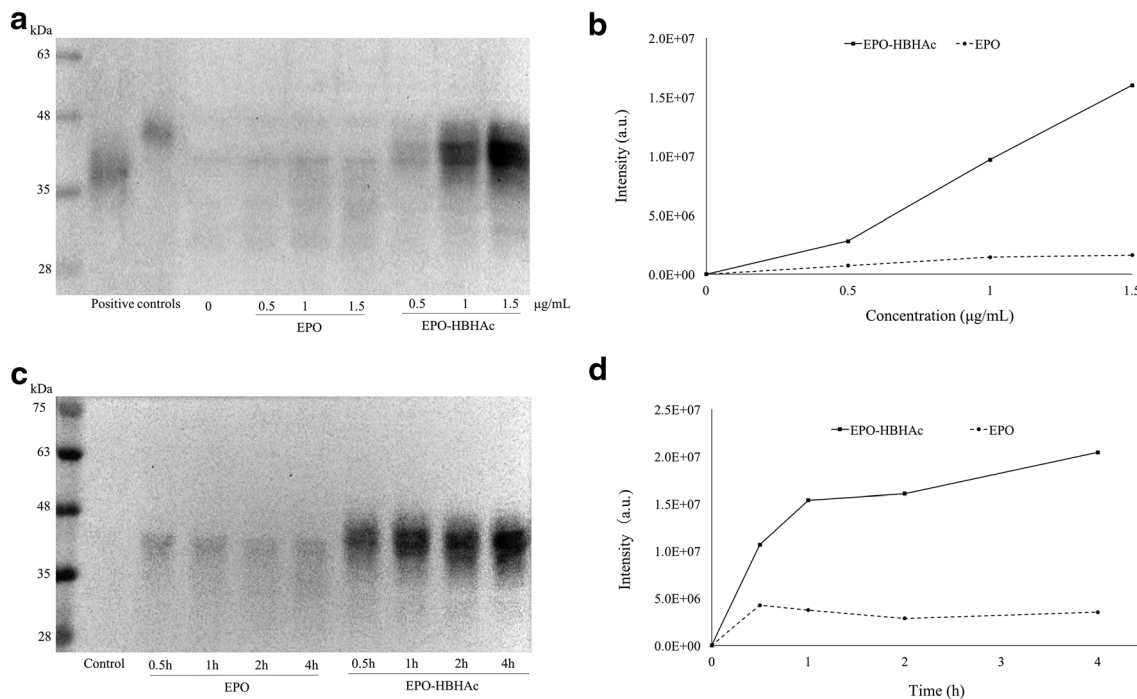 a
kDa
63
48
35
28
Positive controls 0 0.5 1 1.5 0.5 1 1.5 μg/mL
EPO EPO-HBHAc
b
EPO-HBHAc EPO
2.0E+07
1.5E+07
1.0E+07
5.0E+06
0.0E+00
Intensity (a.u.)
0 0.5 1 1.5
Concentration (μg/mL)
c
kDa
75
63
48
35
28
Control 0.5h 1h 2h 4h 0.5h 1h 2h 4h
EPO EPO-HBHAc
d
2.5E+07
EPO-HBHAc EPO
2.0E+07
1.5E+07
1.0E+07
5.0E+06
0.0E+00
Intensity (a.u.)
0 1 2 3 4
Time (h)